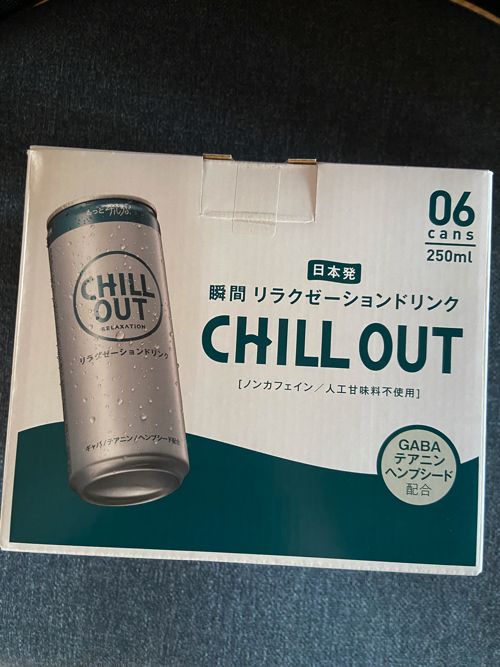 06
cans
250ml
日本発
瞬間 リラクゼーションドリンク
CHILL OUT
[ノンカフェイン／人工甘味料不使用]
GABA
テアニン
ヘンプシード
配合
CHILL
OUT
RELAXATION
リラクゼーションドリンク
ギャバ/テアニン/ヘンプシード配合